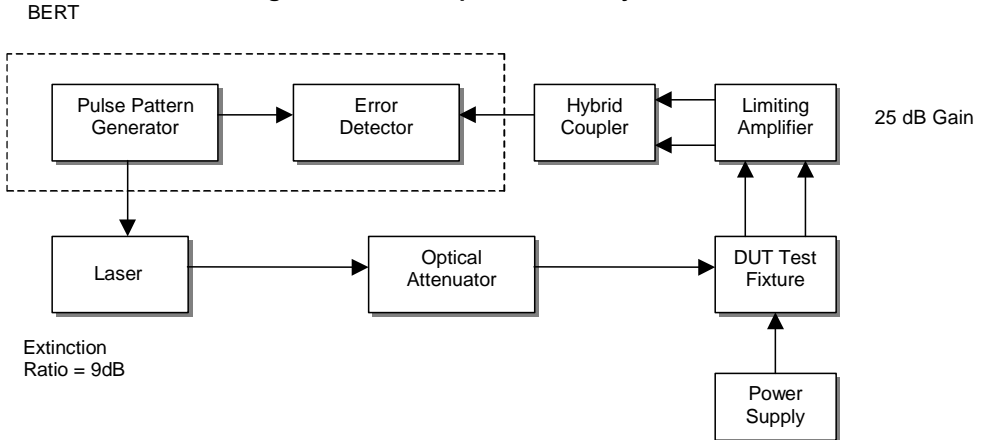 BERT
Pulse Pattern
Generator
Error
Detector
Hybrid
Coupler
Limiting
Amplifier
25 dB Gain
Laser
Optical
Attenuator
DUT Test
Fixture
Extinction
Ratio = 9dB
Power
Supply